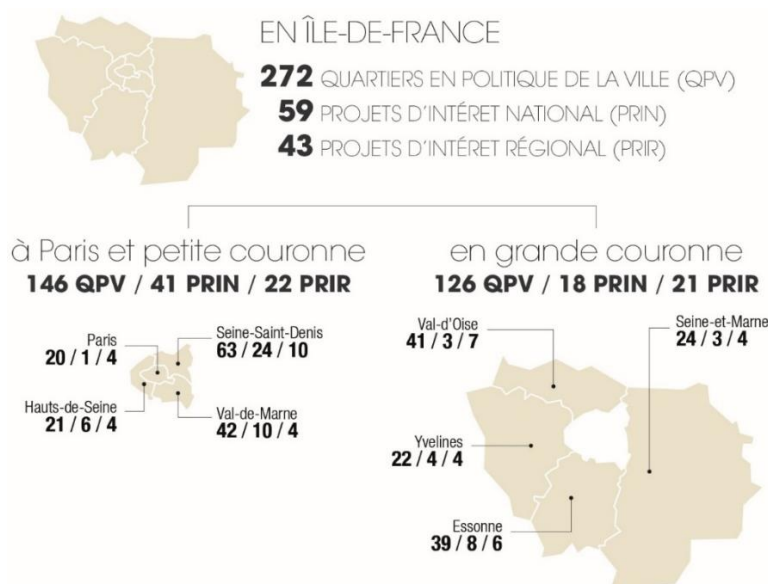 EN ÎLE-DE-FRANCE
272 QUARTIERS EN POLITIQUE DE LA VILLE (QPV)
59 PROJETS D'INTÉRET NATIONAL (PRIN)
43 PROJETS D'INTÉRET RÉGIONAL (PRIR)
à Paris et petite couronne
146 QPV / 41 PRIN / 22 PRIR
Paris
20 / 1 / 4
Seine-Saint-Denis
63 / 24 / 10
Hauts-de-Seine
21 / 6 / 4
Val-de-Marne
42 / 10 / 4
en grande couronne
126 QPV / 18 PRIN / 21 PRIR
Val-d'Oise
41 / 3 / 7
Seine-et-Marne
24 / 3 / 4
Yvelines
22 / 4 / 4
Essonne
39 / 8 / 6